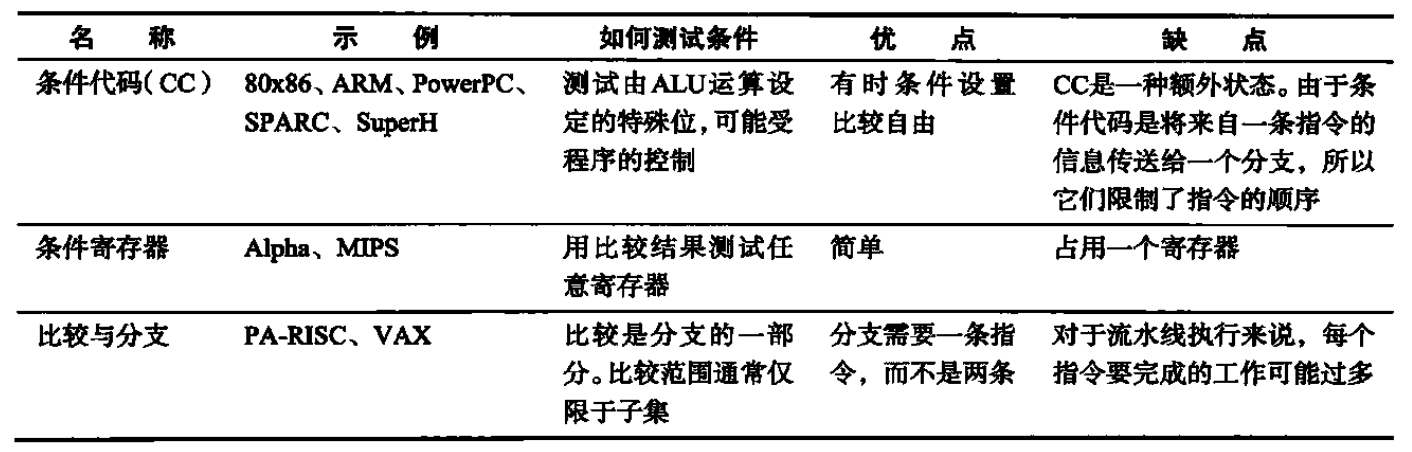 名 称 示 例 如何测试条件 优 点 缺 点
条件代码(CC) 80x86、ARM、PowerPC、 测试由ALU运算设 有时条件设置 CC是一种额外状态。由于条
SPARC、SuperH 定的特殊位,可能受 比较自由 件代码是将来自一条指令的
程序的控制 信息传送给一个分支,所以
它们限制了指令的顺序
条件寄存器 Alpha、MIPS 用比较结果测试任 简单 占用一个寄存器
意寄存器
比较与分支 PA-RISC、VAX 比较是分支的一部 分支需要一条指 对于流水线执行来说,每个
分。比较范围通常仅 令,而不是两条 指令要完成的工作可能过多
限于子集